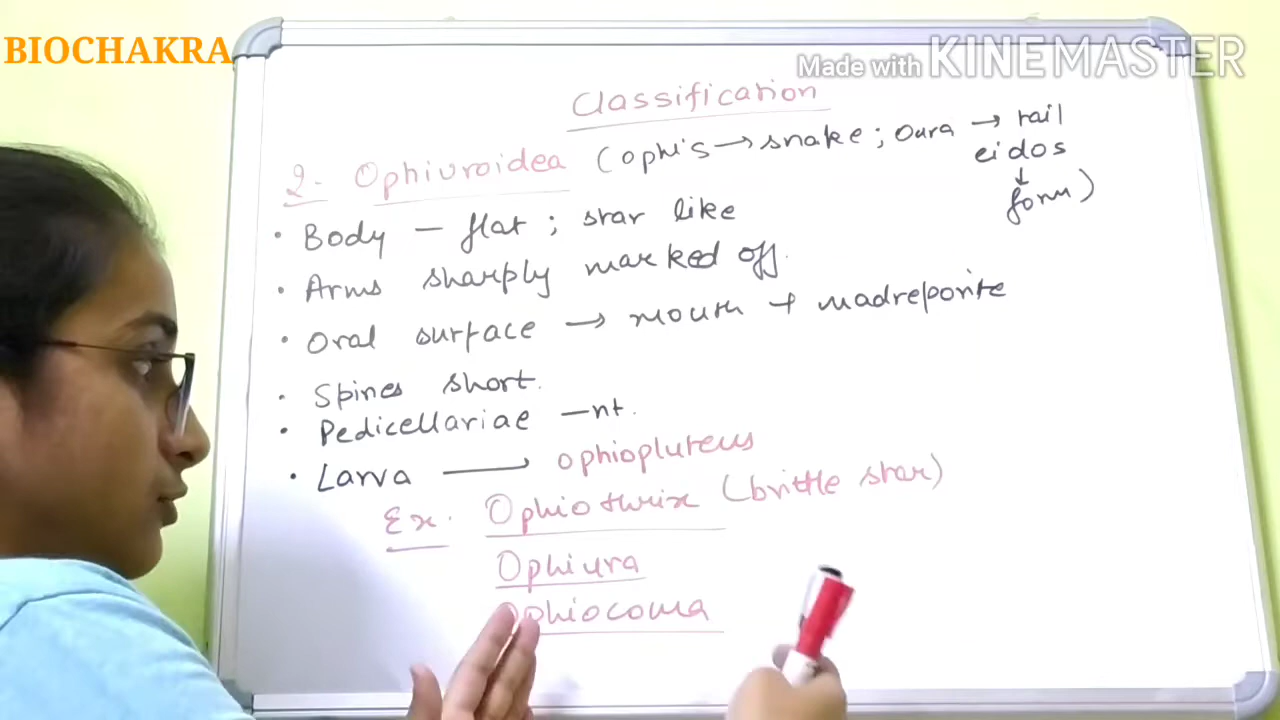 BIOCHAKRA
Made with KINEMASTER
Classification
2. Ophiuroidea (ophis → snake; oura → tail
eidos
↓
form)
• Body — flat ; star like
• Arms sharply marked off.
• Oral surface → mouth + madreporite
• Spines short.
• Pedicellariae —nt.
• Larva —— ophiopluteus
Ex. Ophiothrix (brittle star)
Ophiura
Ophiocoma